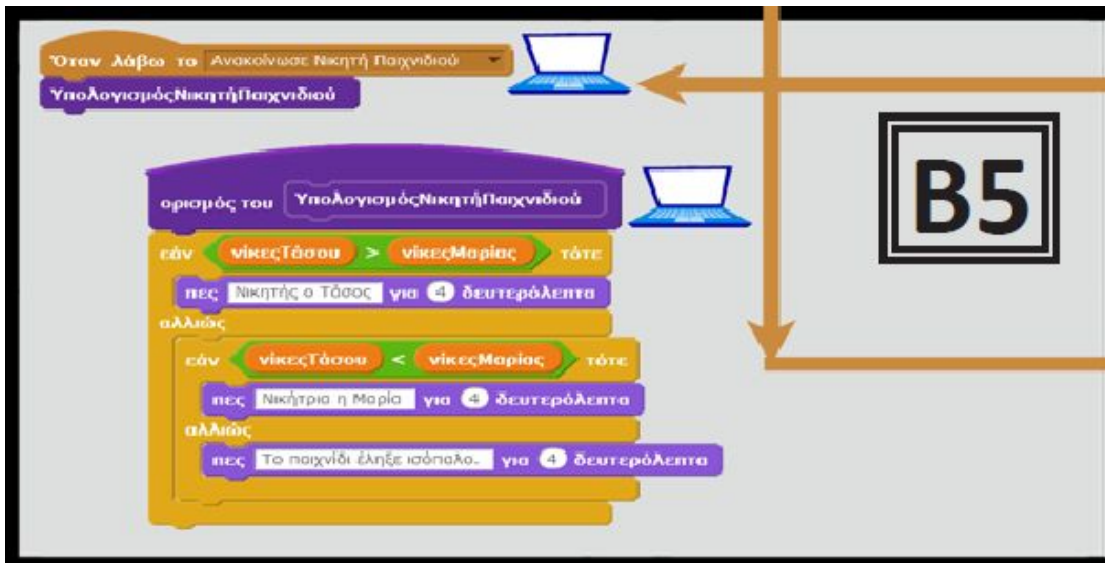 Όταν λάβω το Ανακοίνωσε Νικητή Παιχνιδιού
ΥπολογισμόςΝικητήΠαιχνιδιού
B5
ορισμός του ΥπολογισμόςΝικητήΠαιχνιδιού
εάν νίκεςΤάσου > νίκεςΜαρίας τότε
πες Νικητής ο Τάσος για 4 δευτερόλεπτα
αλλιώς
εάν νίκεςΤάσου < νίκεςΜαρίας τότε
πες Νικήτρια η Μαρία για 4 δευτερόλεπτα
αλλιώς
πες Το παιχνίδι έληξε ισόπαλο. για 4 δευτερόλεπτα